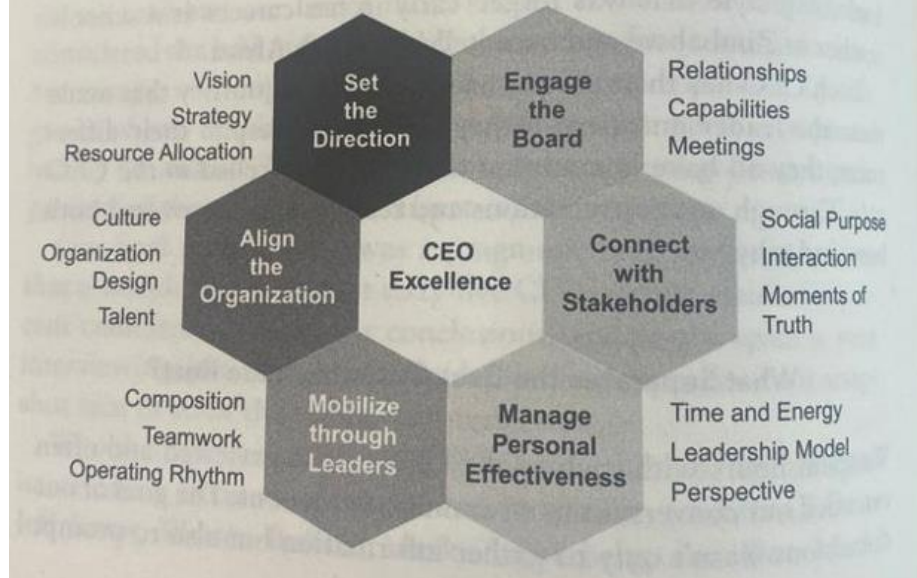 Vision
Strategy
Resource Allocation
Set
the
Direction
Engage
the
Board
Relationships
Capabilities
Meetings
Culture
Organization
Design
Talent
Align
the
Organization
CEO
Excellence
Connect
with
Stakeholders
Social Purpose
Interaction
Moments of
Truth
Composition
Teamwork
Operating Rhythm
Mobilize
through
Leaders
Manage
Personal
Effectiveness
Time and Energy
Leadership Model
Perspective